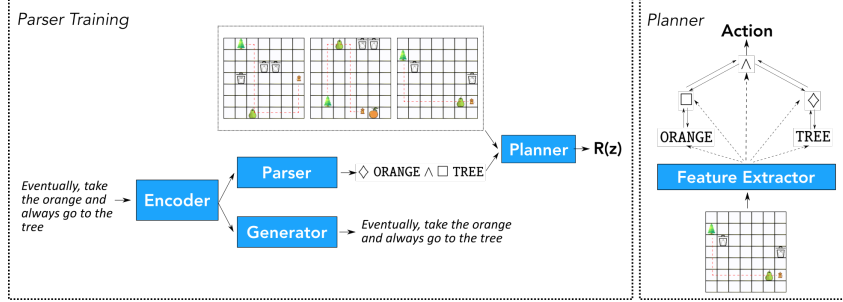 Parser Training
Eventually, take
the orange and
always go to the
tree
Encoder
Parser
◇ ORANGE ∧ □ TREE
Generator
Eventually, take the orange
and always go to the tree
Planner
R(z)
Planner
Action
∧
□ ◇
ORANGE TREE
Feature Extractor